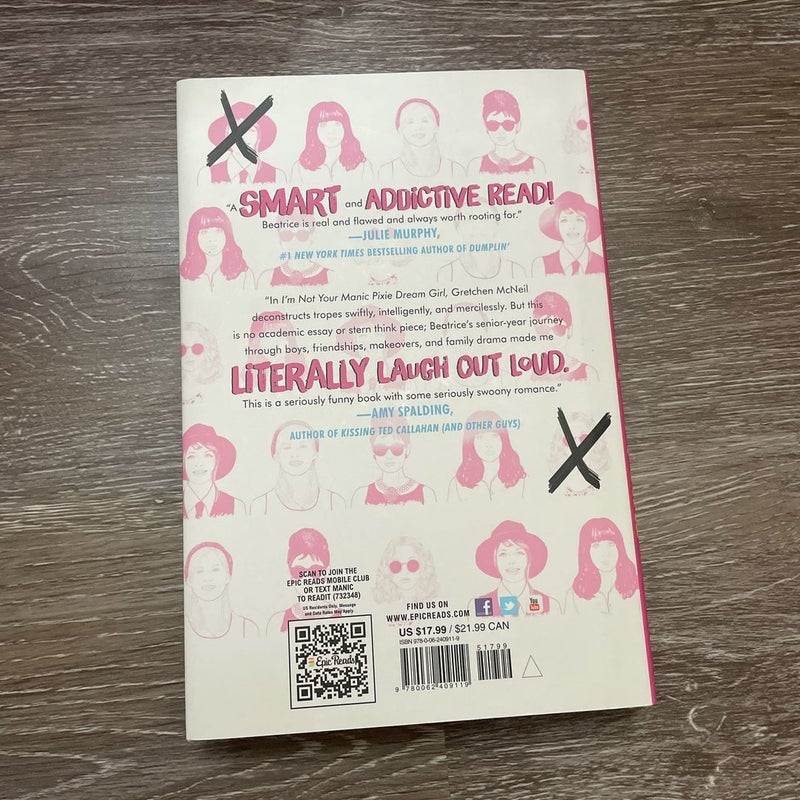 "A SMART and ADDICTIVE READ!
Beatrice is real and flawed and always worth rooting for."
—JULIE MURPHY,
#1 NEW YORK TIMES BESTSELLING AUTHOR OF DUMPLIN'
"In I'm Not Your Manic Pixie Dream Girl, Gretchen McNeil
deconstructs tropes swiftly, intelligently, and mercilessly. But this
is no academic essay or stern think piece; Beatrice's senior-year journey
through boys, friendships, makeovers, and family drama made me
LITERALLY LAUGH OUT LOUD.
This is a seriously funny book with some seriously swoony romance."
—AMY SPALDING,
AUTHOR OF KISSING TED CALLAHAN (AND OTHER GUYS)
SCAN TO JOIN THE
EPIC READS MOBILE CLUB
OR TEXT MANIC
TO READIT (732348)
US Residents Only. Message
and Data Rates May Apply.
Epic Reads
FIND US ON
WWW.EPICREADS.COM
f
You
Tube
US $17.99 / $21.99 CAN
ISBN 978-0-06-240911-9
51799
9 780062 409119